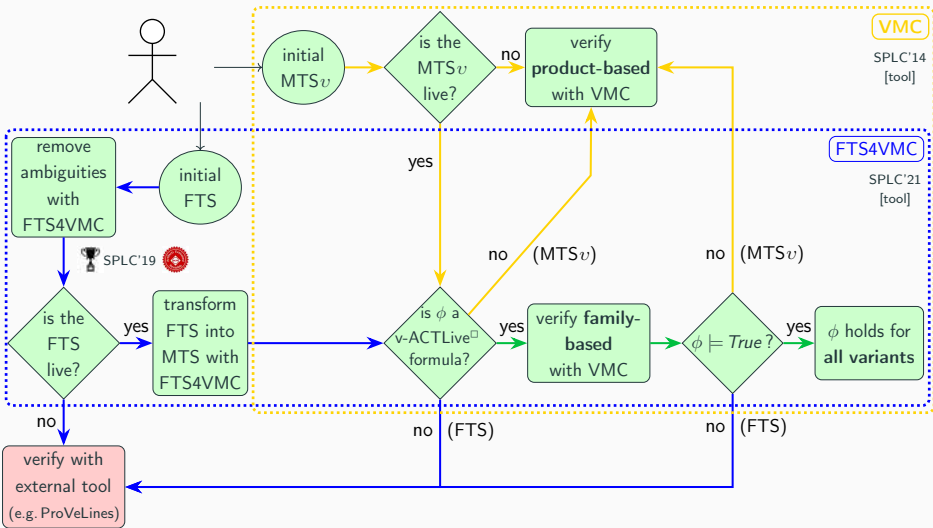 initial
MTSυ
is the
MTSυ
live?
no
verify
product-based
with VMC
VMC
SPLC'14
[tool]
yes
FTS4VMC
SPLC'21
[tool]
remove
ambiguities
with
FTS4VMC
initial
FTS
SPLC'19
no (MTSυ)
no (MTSυ)
is the
FTS
live?
yes
transform
FTS into
MTS with
FTS4VMC
is ϕ a
v-ACTLive□
formula?
yes
verify family-
based
with VMC
ϕ ⊨ True ?
yes
ϕ holds for
all variants
no
no (FTS)
no (FTS)
verify with
external tool
(e.g. ProVeLines)